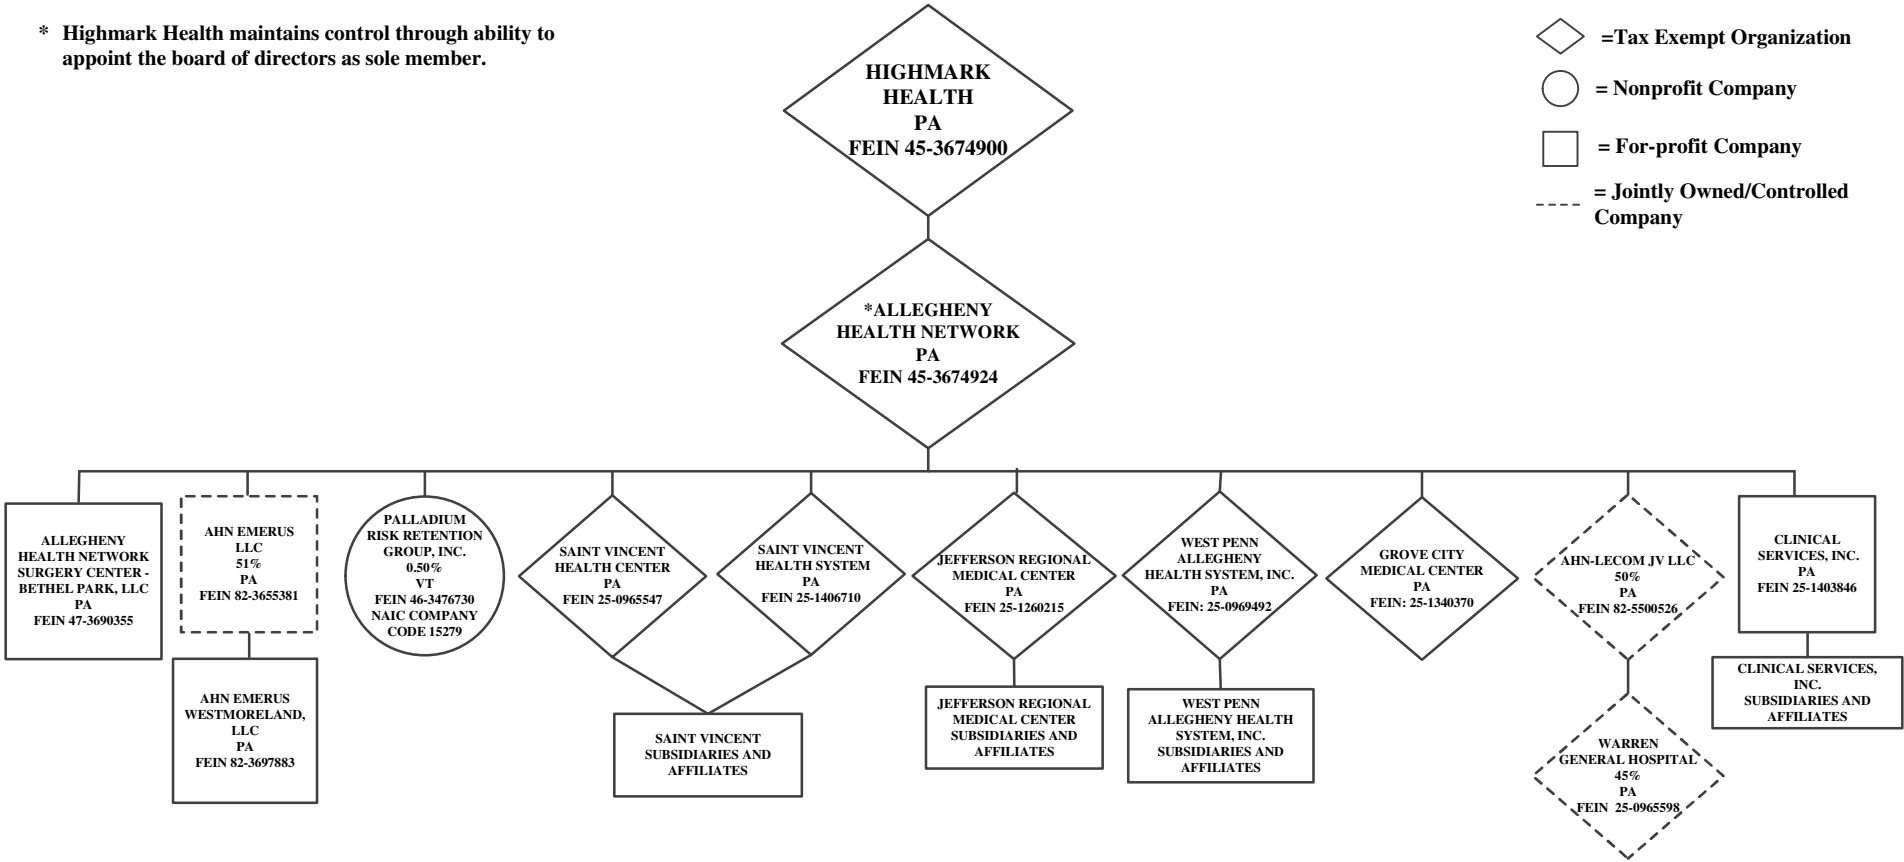 * Highmark Health maintains control through ability to
appoint the board of directors as sole member.
=Tax Exempt Organization
= Nonprofit Company
= For-profit Company
= Jointly Owned/Controlled
Company
HIGHMARK
HEALTH
PA
FEIN 45-3674900
*ALLEGHENY
HEALTH NETWORK
PA
FEIN 45-3674924
ALLEGHENY
HEALTH NETWORK
SURGERY CENTER -
BETHEL PARK, LLC
PA
FEIN 47-3690355
AHN EMERUS
LLC
51%
PA
FEIN 82-3655381
AHN EMERUS
WESTMORELAND,
LLC
PA
FEIN 82-3697883
PALLADIUM
RISK RETENTION
GROUP, INC.
0.50%
VT
FEIN 46-3476730
NAIC COMPANY
CODE 15279
SAINT VINCENT
HEALTH CENTER
PA
FEIN 25-0965547
SAINT VINCENT
HEALTH SYSTEM
PA
FEIN 25-1406710
SAINT VINCENT
SUBSIDIARIES AND
AFFILIATES
JEFFERSON REGIONAL
MEDICAL CENTER
PA
FEIN 25-1260215
JEFFERSON REGIONAL
MEDICAL CENTER
SUBSIDIARIES AND
AFFILIATES
WEST PENN
ALLEGHENY
HEALTH SYSTEM, INC.
PA
FEIN: 25-0969492
WEST PENN
ALLEGHENY HEALTH
SYSTEM, INC.
SUBSIDIARIES AND
AFFILIATES
GROVE CITY
MEDICAL CENTER
PA
FEIN: 25-1340370
AHN-LECOM JV LLC
50%
PA
FEIN 82-5500526
WARREN
GENERAL HOSPITAL
45%
PA
FEIN 25-0965598
CLINICAL
SERVICES, INC.
PA
FEIN 25-1403846
CLINICAL SERVICES,
INC.
SUBSIDIARIES AND
AFFILIATES